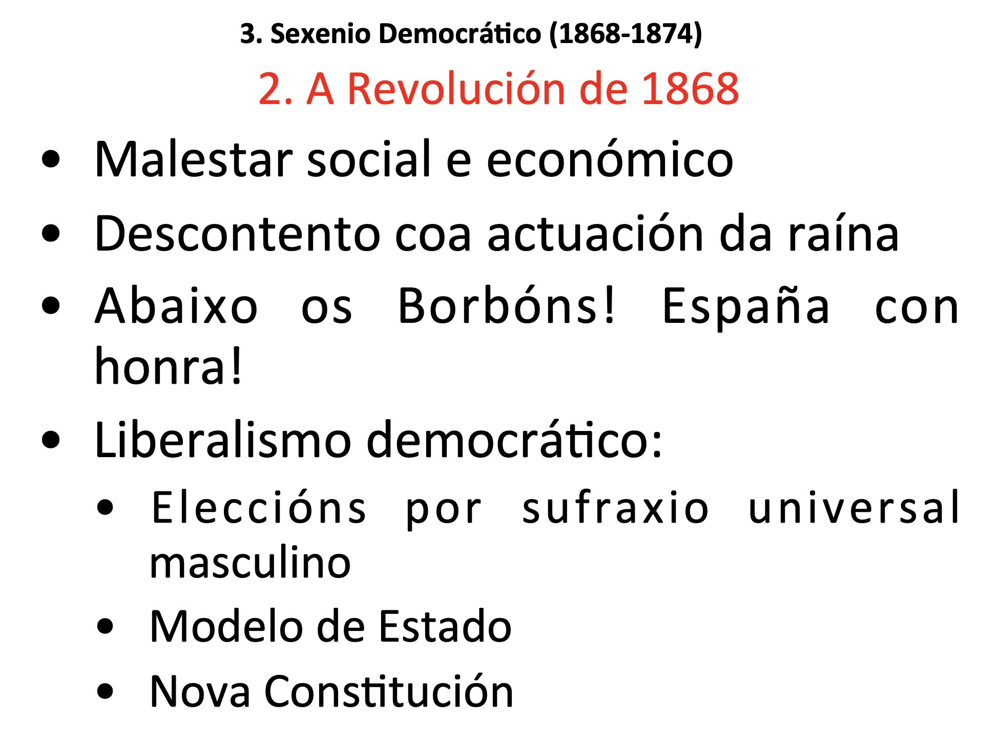 3. Sexenio Democrático (1868-1874)
2. A Revolución de 1868
• Malestar social e económico
• Descontento coa actuación da raína
• Abaixo os Borbóns! España con
honra!
• Liberalismo democrático:
• Eleccións por sufraxio universal
masculino
• Modelo de Estado
• Nova Constitución